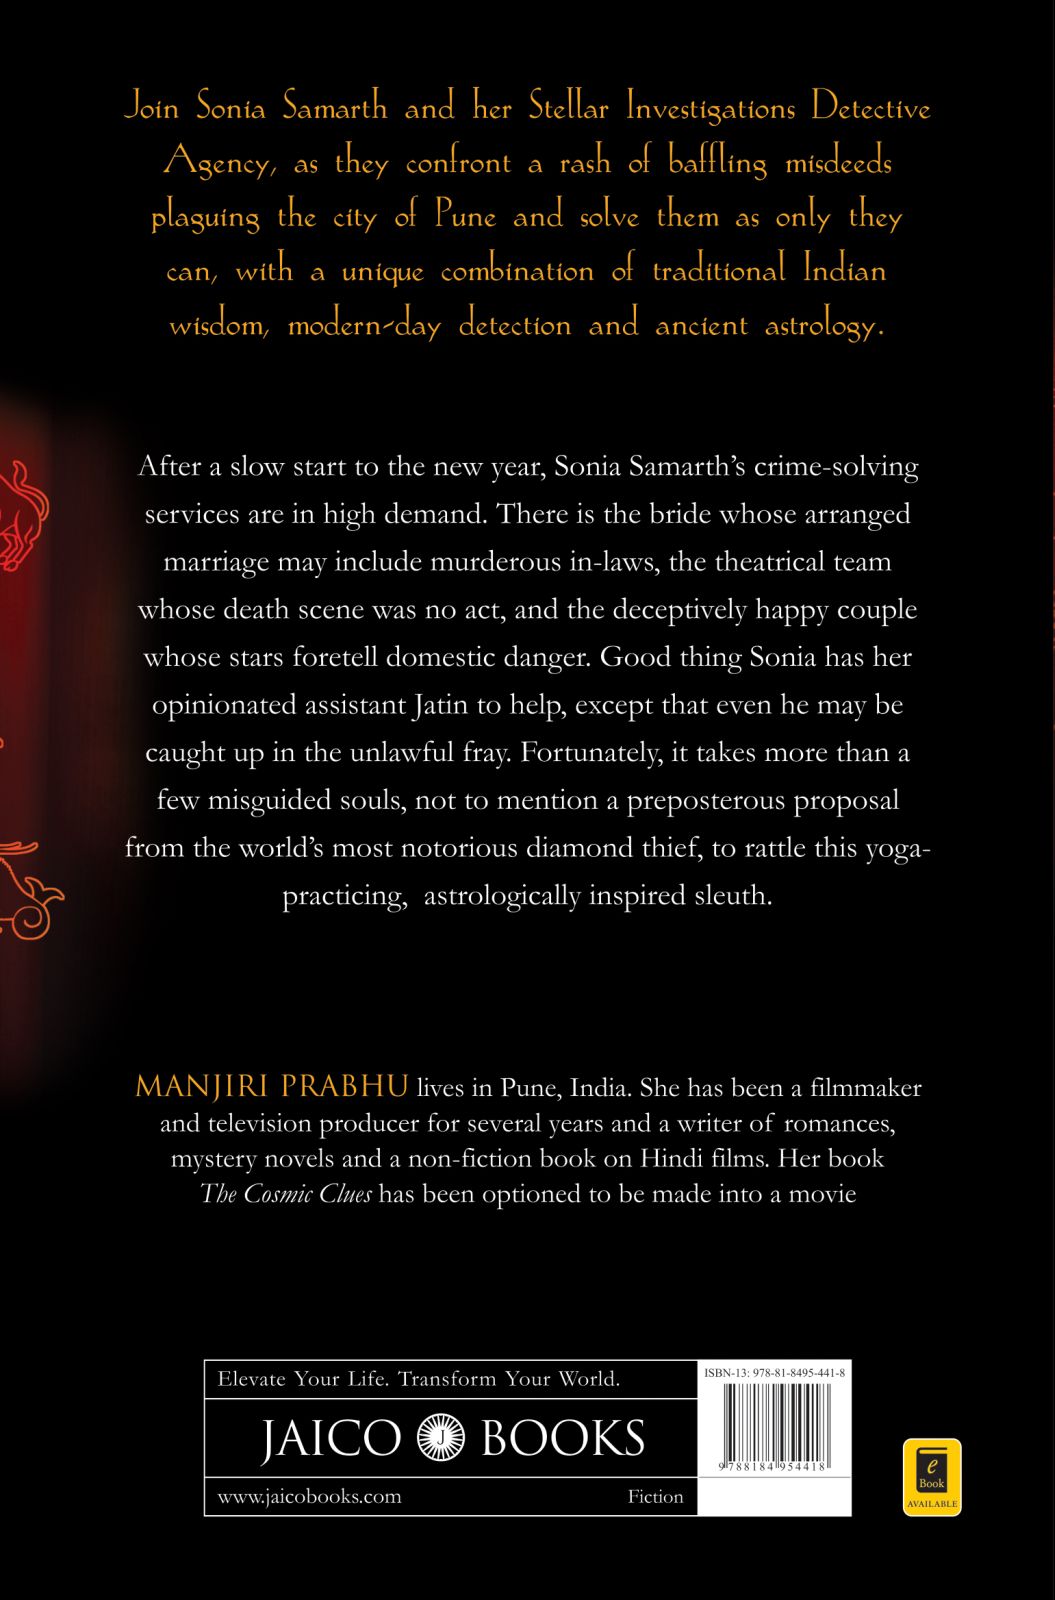 Join Sonia Samarth and her Stellar Investigations Detective
Agency, as they confront a rash of baffling misdeeds
plaguing the city of Pune and solve them as only they
can, with a unique combination of traditional Indian
wisdom, modern-day detection and ancient astrology.
After a slow start to the new year, Sonia Samarth’s crime-solving
services are in high demand. There is the bride whose arranged
marriage may include murderous in-laws, the theatrical team
whose death scene was no act, and the deceptively happy couple
whose stars foretell domestic danger. Good thing Sonia has her
opinionated assistant Jatin to help, except that even he may be
caught up in the unlawful fray. Fortunately, it takes more than a
few misguided souls, not to mention a preposterous proposal
from the world’s most notorious diamond thief, to rattle this yoga-
practicing, astrologically inspired sleuth.
MANJIRI PRABHU lives in Pune, India. She has been a filmmaker
and television producer for several years and a writer of romances,
mystery novels and a non-fiction book on Hindi films. Her book
The Cosmic Clues has been optioned to be made into a movie
Elevate Your Life. Transform Your World.
ISBN-13: 978-81-8495-441-8
JAICO J BOOKS
9 788184 954418
e
Book
AVAILABLE
www.jaicobooks.com Fiction